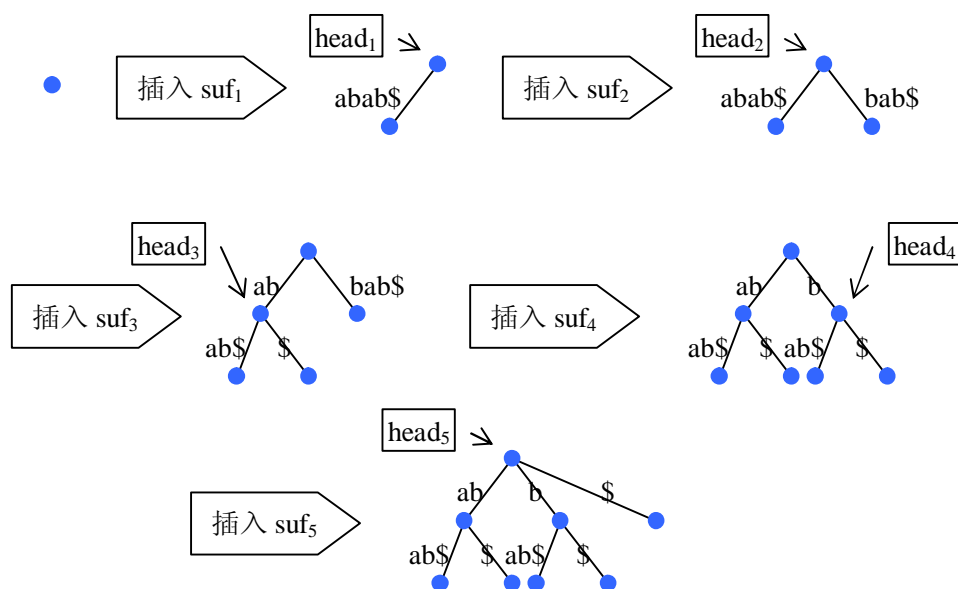 head₁
插入 suf₁
abab$
head₂
插入 suf₂
abab$
bab$
head₃
插入 suf₃
ab
bab$
ab$
$
head₄
插入 suf₄
ab
b
ab$
$
ab$
$
head₅
插入 suf₅
ab
b
$
ab$
$
ab$
$